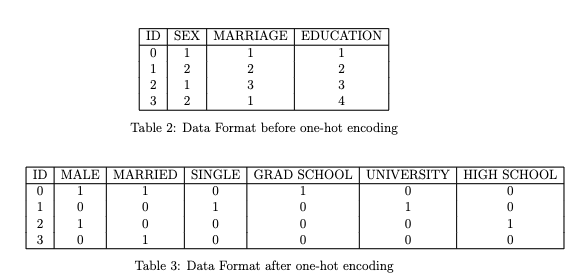 ID SEX MARRIAGE EDUCATION
0 1 1 1
1 2 2 2
2 1 3 3
3 2 1 4
Table 2: Data Format before one-hot encoding
ID MALE MARRIED SINGLE GRAD SCHOOL UNIVERSITY HIGH SCHOOL
0 1 1 0 1 0 0
1 0 0 1 0 1 0
2 1 0 0 0 0 1
3 0 1 0 0 0 0
Table 3: Data Format after one-hot encoding